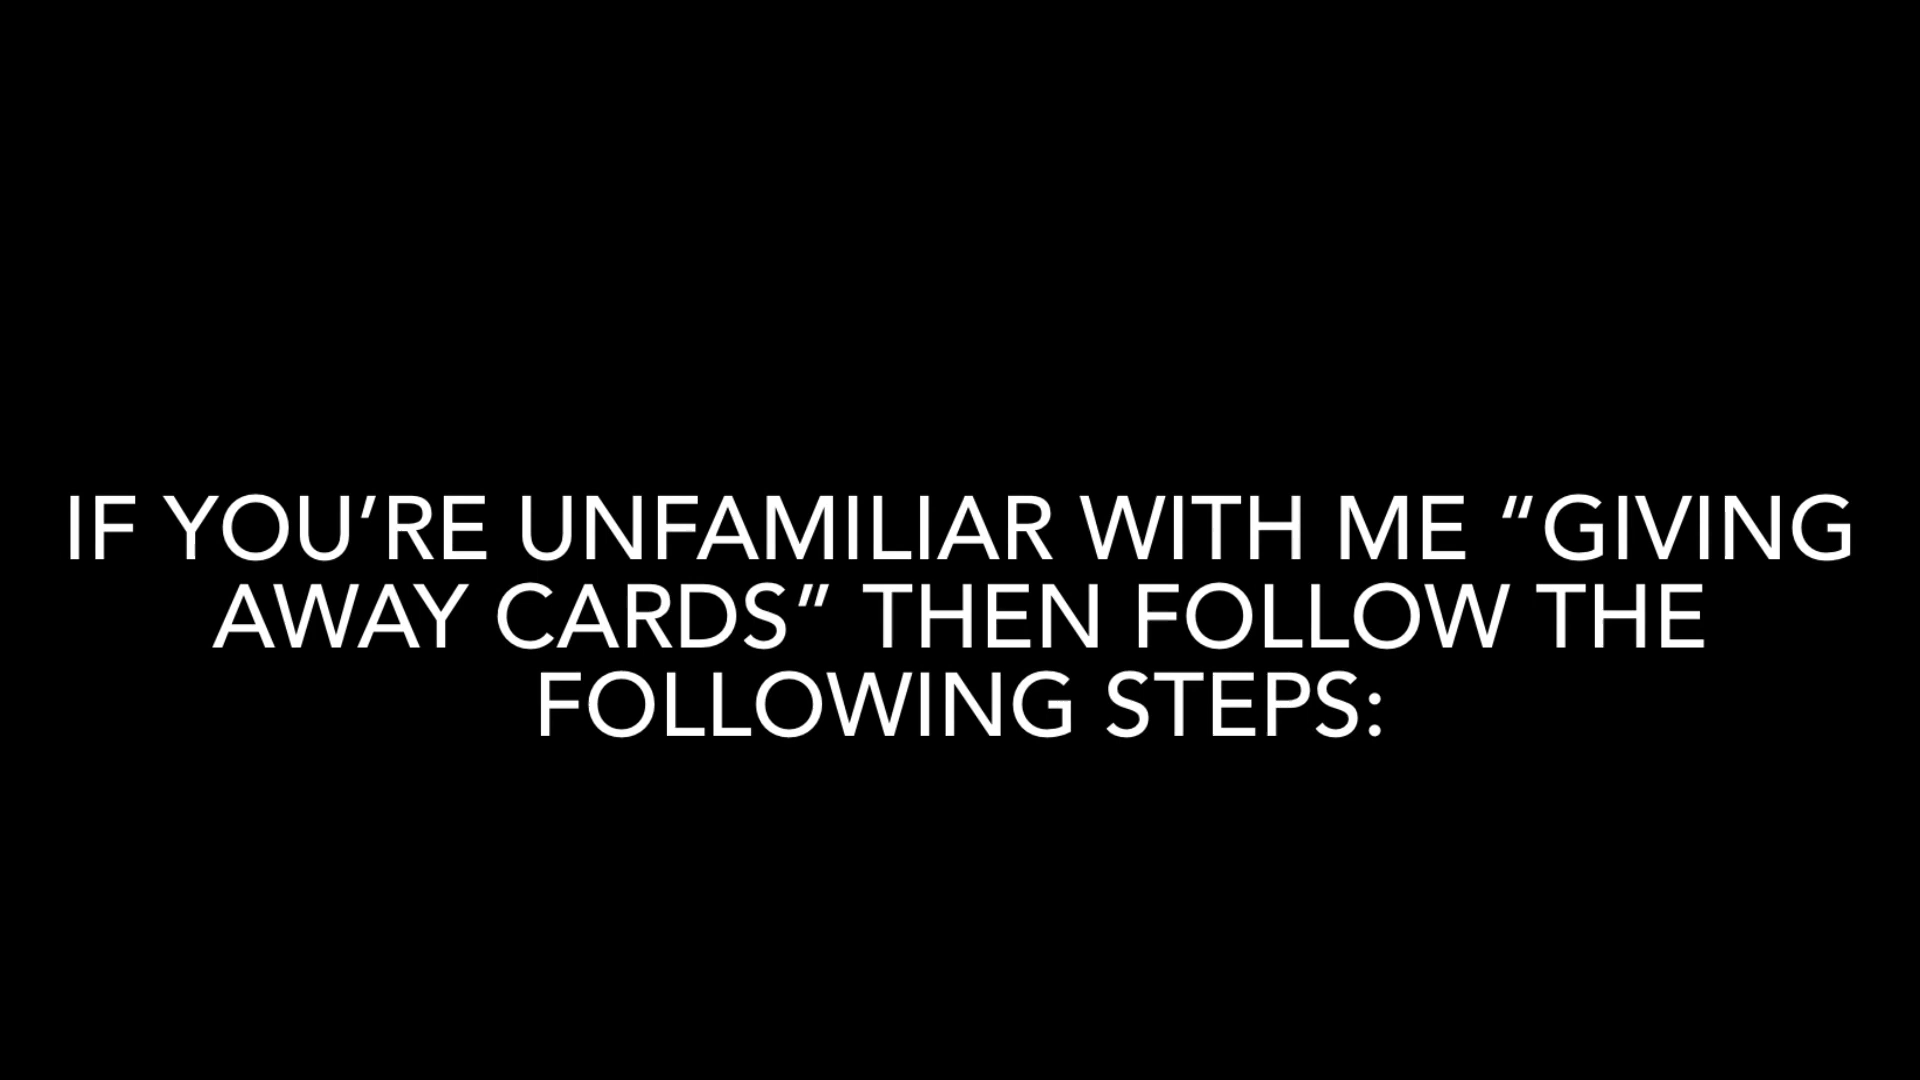 IF YOU’RE UNFAMILIAR WITH ME “GIVING
AWAY CARDS” THEN FOLLOW THE
FOLLOWING STEPS: